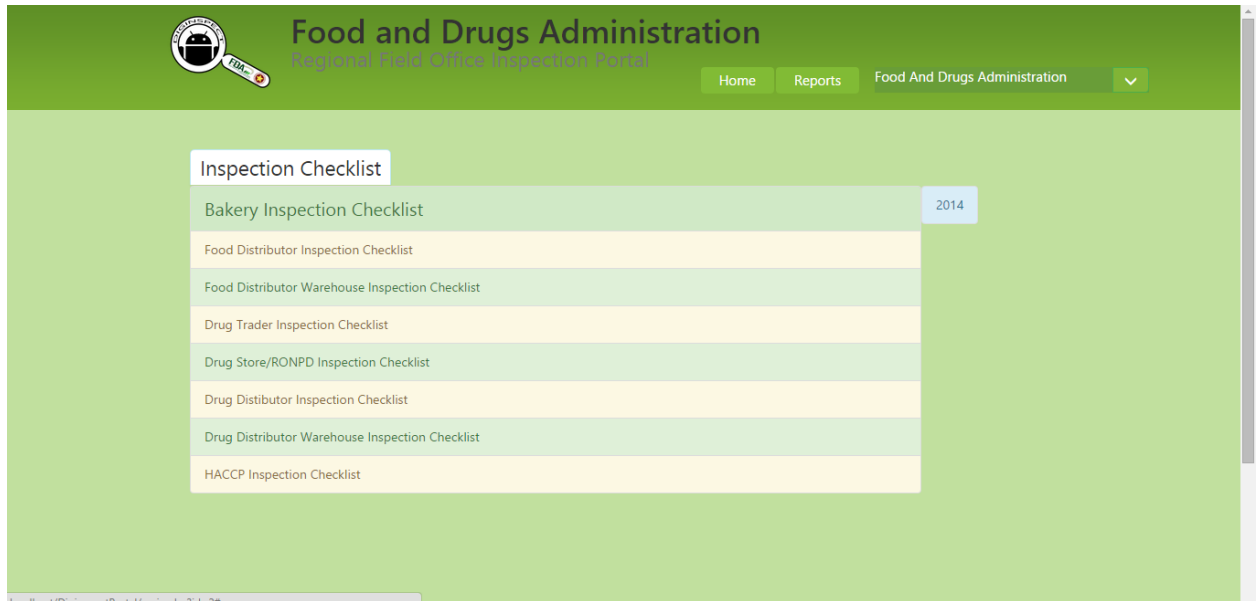 DIGINSPECT
FDA
Food and Drugs Administration
Regional Field Office Inspection Portal
Home
Reports
Food And Drugs Administration
Inspection Checklist
Bakery Inspection Checklist
2014
Food Distributor Inspection Checklist
Food Distributor Warehouse Inspection Checklist
Drug Trader Inspection Checklist
Drug Store/RONPD Inspection Checklist
Drug Distibutor Inspection Checklist
Drug Distributor Warehouse Inspection Checklist
HACCP Inspection Checklist